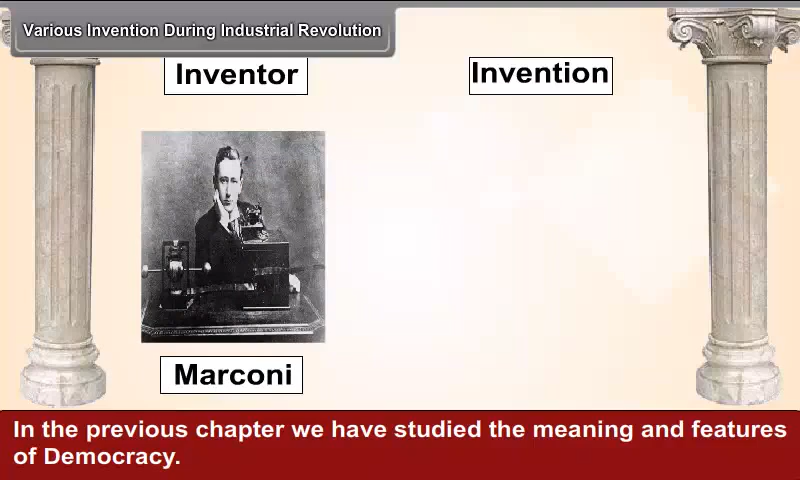 Various Invention During Industrial Revolution
Inventor
Invention
Marconi
In the previous chapter we have studied the meaning and features
of Democracy.